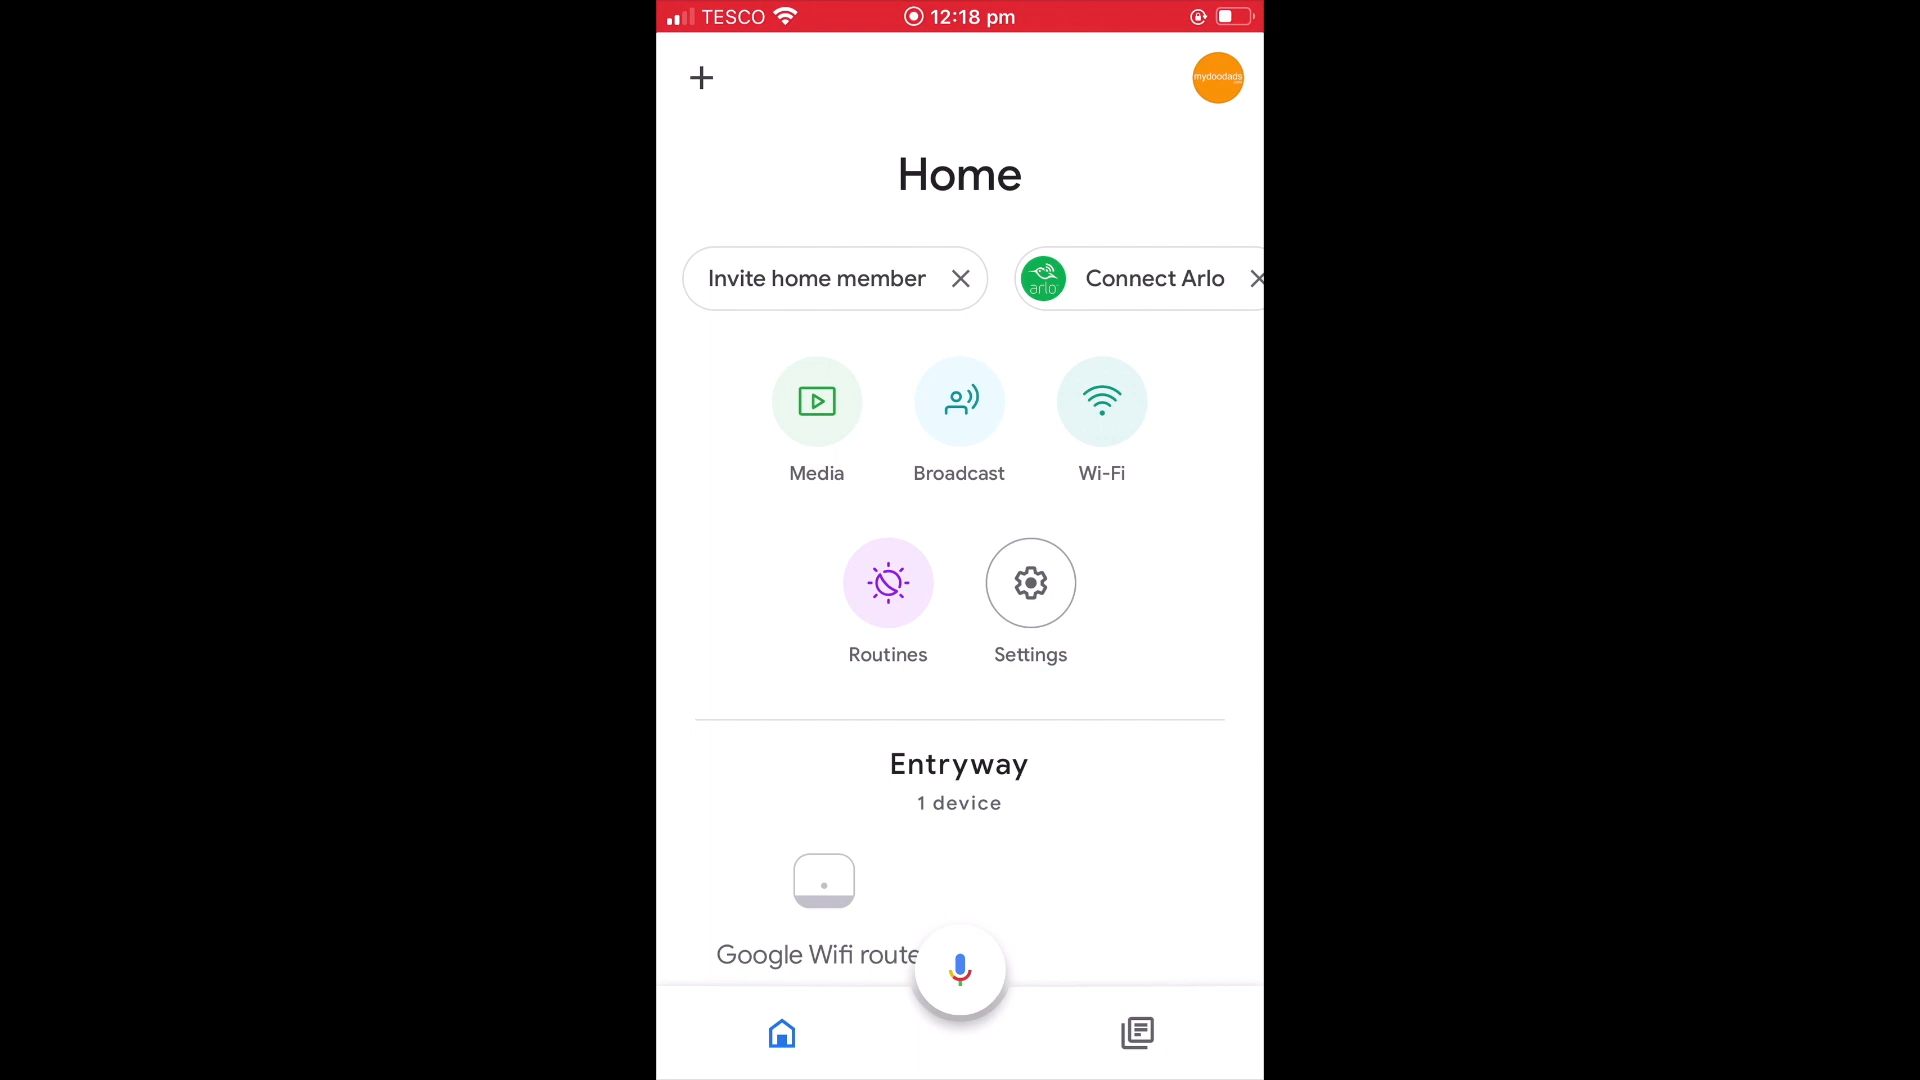 TESCO 12:18 pm
mydoodads
Home
Invite home member
arlo Connect Arlo
Media Broadcast Wi-Fi
Routines Settings
Entryway
1 device
Google Wifi route